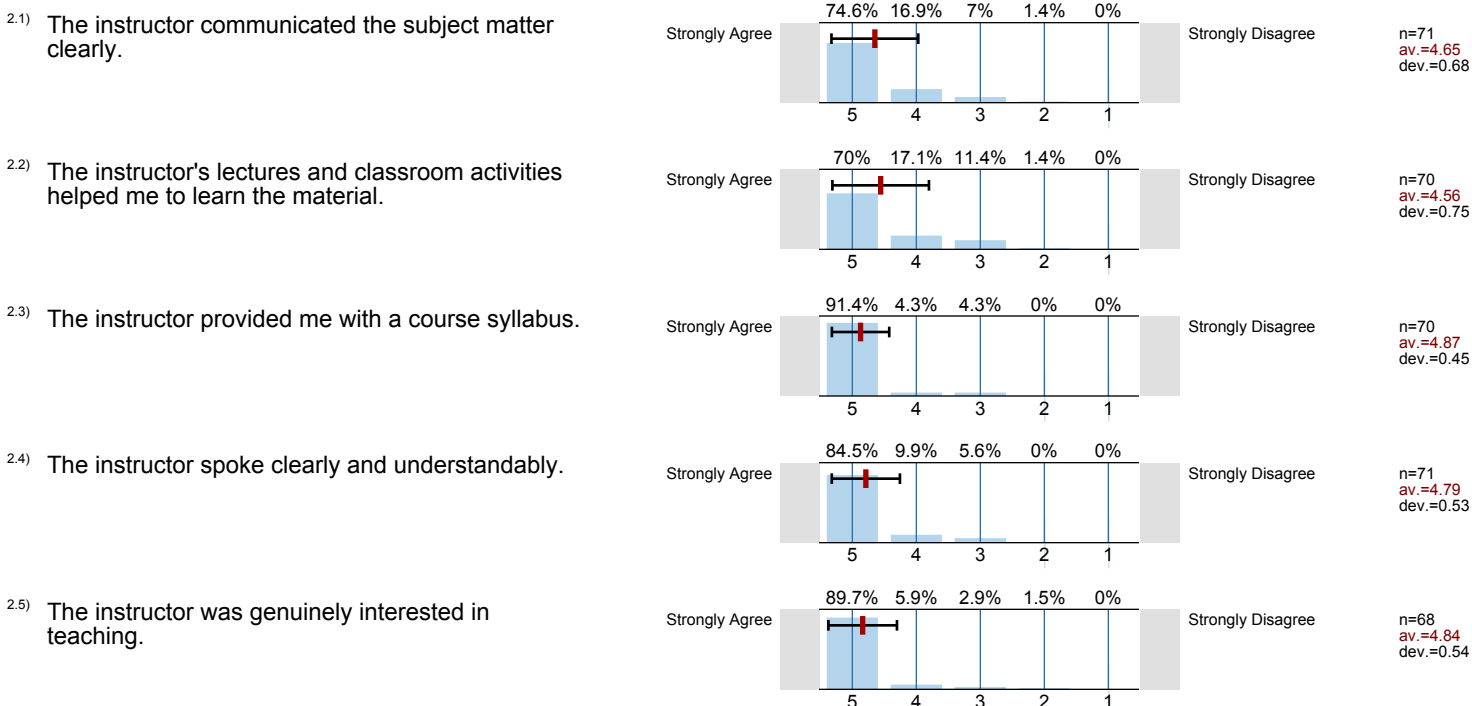 74.6% 16.9% 7% 1.4% 0%
2.1) The instructor communicated the subject matter
clearly.
Strongly Agree
Strongly Disagree
n=71
av.=4.65
dev.=0.68
5 4 3 2 1
70% 17.1% 11.4% 1.4% 0%
2.2) The instructor's lectures and classroom activities
helped me to learn the material.
Strongly Agree
Strongly Disagree
n=70
av.=4.56
dev.=0.75
5 4 3 2 1
91.4% 4.3% 4.3% 0% 0%
2.3) The instructor provided me with a course syllabus.
Strongly Agree
Strongly Disagree
n=70
av.=4.87
dev.=0.45
5 4 3 2 1
84.5% 9.9% 5.6% 0% 0%
2.4) The instructor spoke clearly and understandably.
Strongly Agree
Strongly Disagree
n=71
av.=4.79
dev.=0.53
5 4 3 2 1
89.7% 5.9% 2.9% 1.5% 0%
2.5) The instructor was genuinely interested in
teaching.
Strongly Agree
Strongly Disagree
n=68
av.=4.84
dev.=0.54
5 4 3 2 1